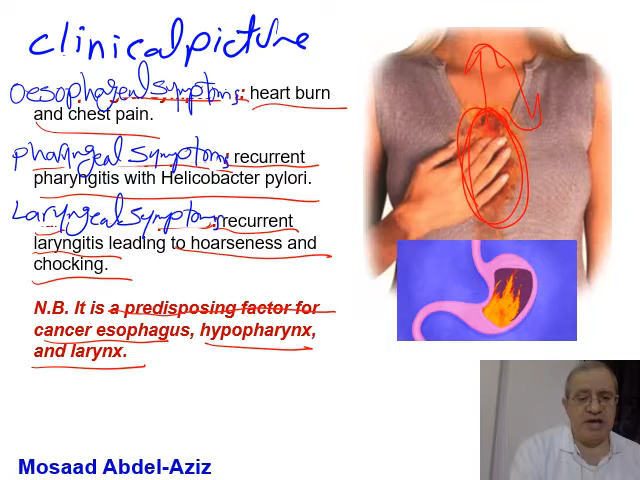 clinical picture
Oesophageal symptoms: heart burn
and chest pain.
pharyngeal symptoms: recurrent
pharyngitis with Helicobacter pylori.
Laryngeal symptoms: recurrent
laryngitis leading to hoarseness and
chocking.
N.B. It is a predisposing factor for
cancer esophagus, hypopharynx,
and larynx.
Mosaad Abdel-Aziz